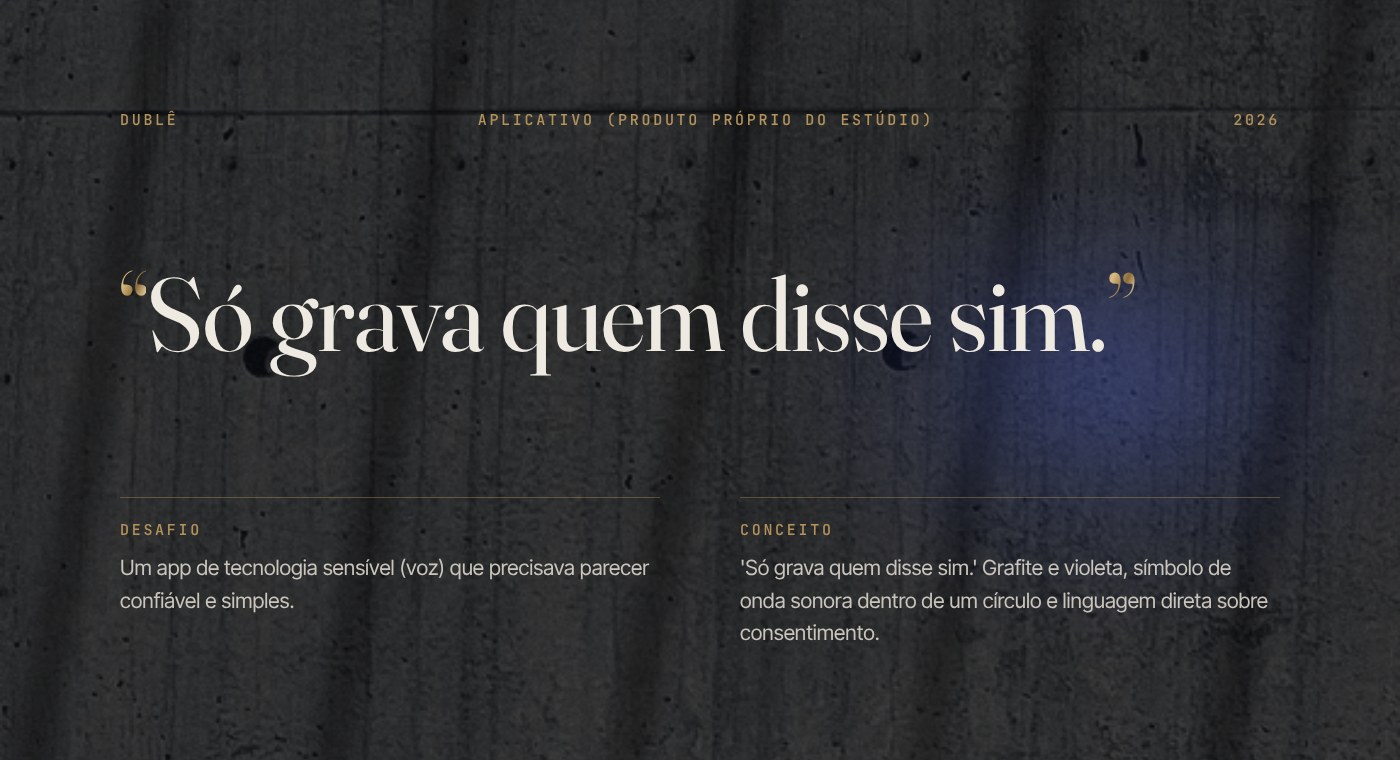 DUBLÊ
APLICATIVO (PRODUTO PRÓPRIO DO ESTÚDIO)
2026
“Só grava quem disse sim.”
DESAFIO
Um app de tecnologia sensível (voz) que precisava parecer
confiável e simples.
CONCEITO
'Só grava quem disse sim.' Grafite e violeta, símbolo de
onda sonora dentro de um círculo e linguagem direta sobre
consentimento.